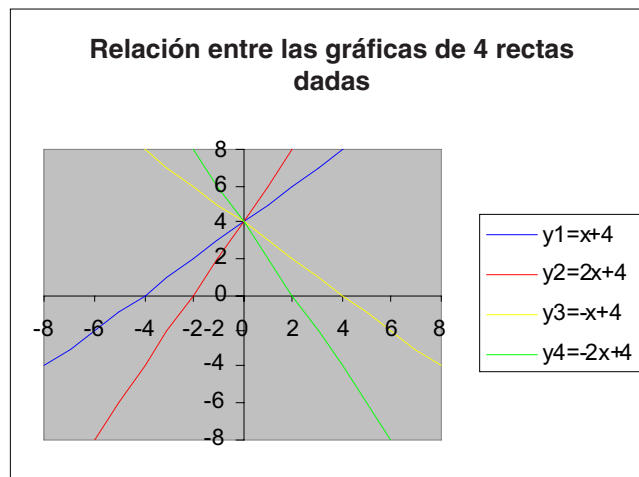 Relación entre las gráficas de 4 rectas
dadas
8
6
4
2
0
-8 -6 -4 -2 0 2 4 6 8
-2
-4
-6
-8
y1=x+4
y2=2x+4
y3=-x+4
y4=-2x+4